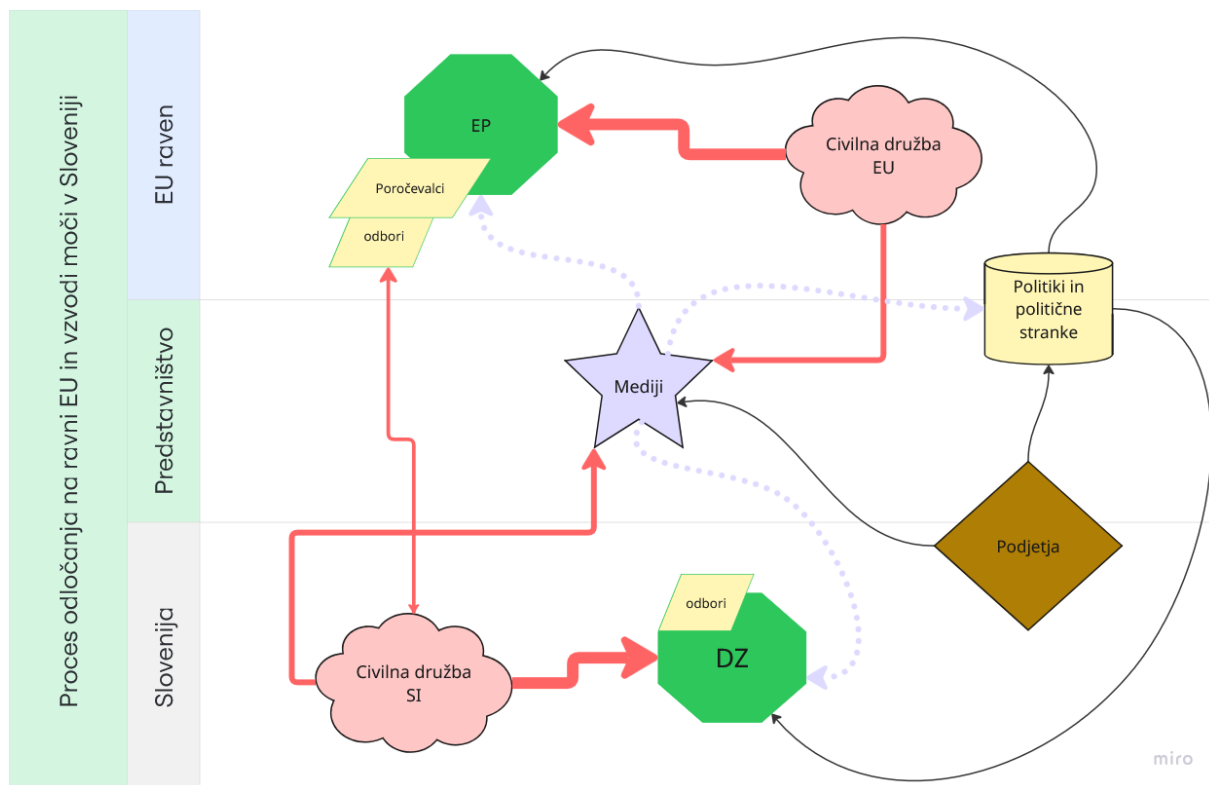 Proces odločanja na ravni EU in vzvodi moči v Sloveniji
EU raven
Predstavništvo
Slovenija
EP
Poročevalci
odbori
Civilna družba
EU
Politiki in
politične
stranke
Mediji
Podjetja
odbori
DZ
Civilna družba
SI
miro